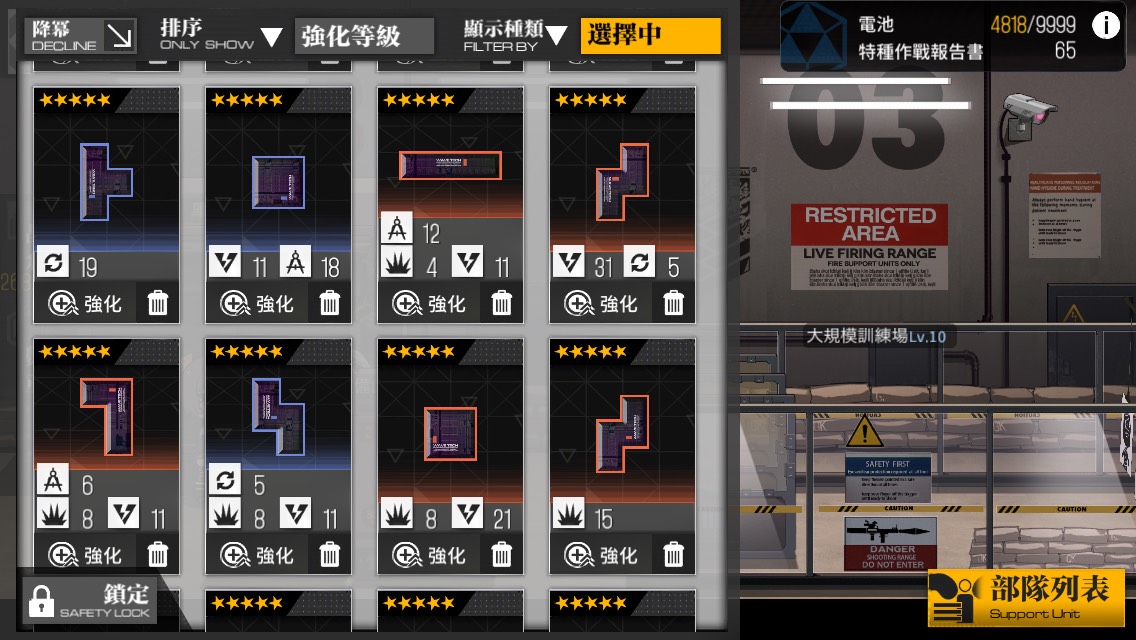 降冪
DECLINE
排序
ONLY SHOW
強化等級
顯示種類
FILTER BY
選擇中
電池
4818/9999
特種作戰報告書
65
19
強化
11 18
強化
12
4 11
強化
31 5
強化
6
8 11
強化
5
8 11
強化
8 21
強化
15
強化
鎖定
SAFETY LOCK
03
RESTRICTED
AREA
LIVE FIRING RANGE
FIRE SUPPORT UNITS ONLY
大規模訓練場Lv.10
SAFETY FIRST
CAUTION
CAUTION
DANGER
SHOOTING RANGE
DO NOT ENTER
部隊列表
Support Unit